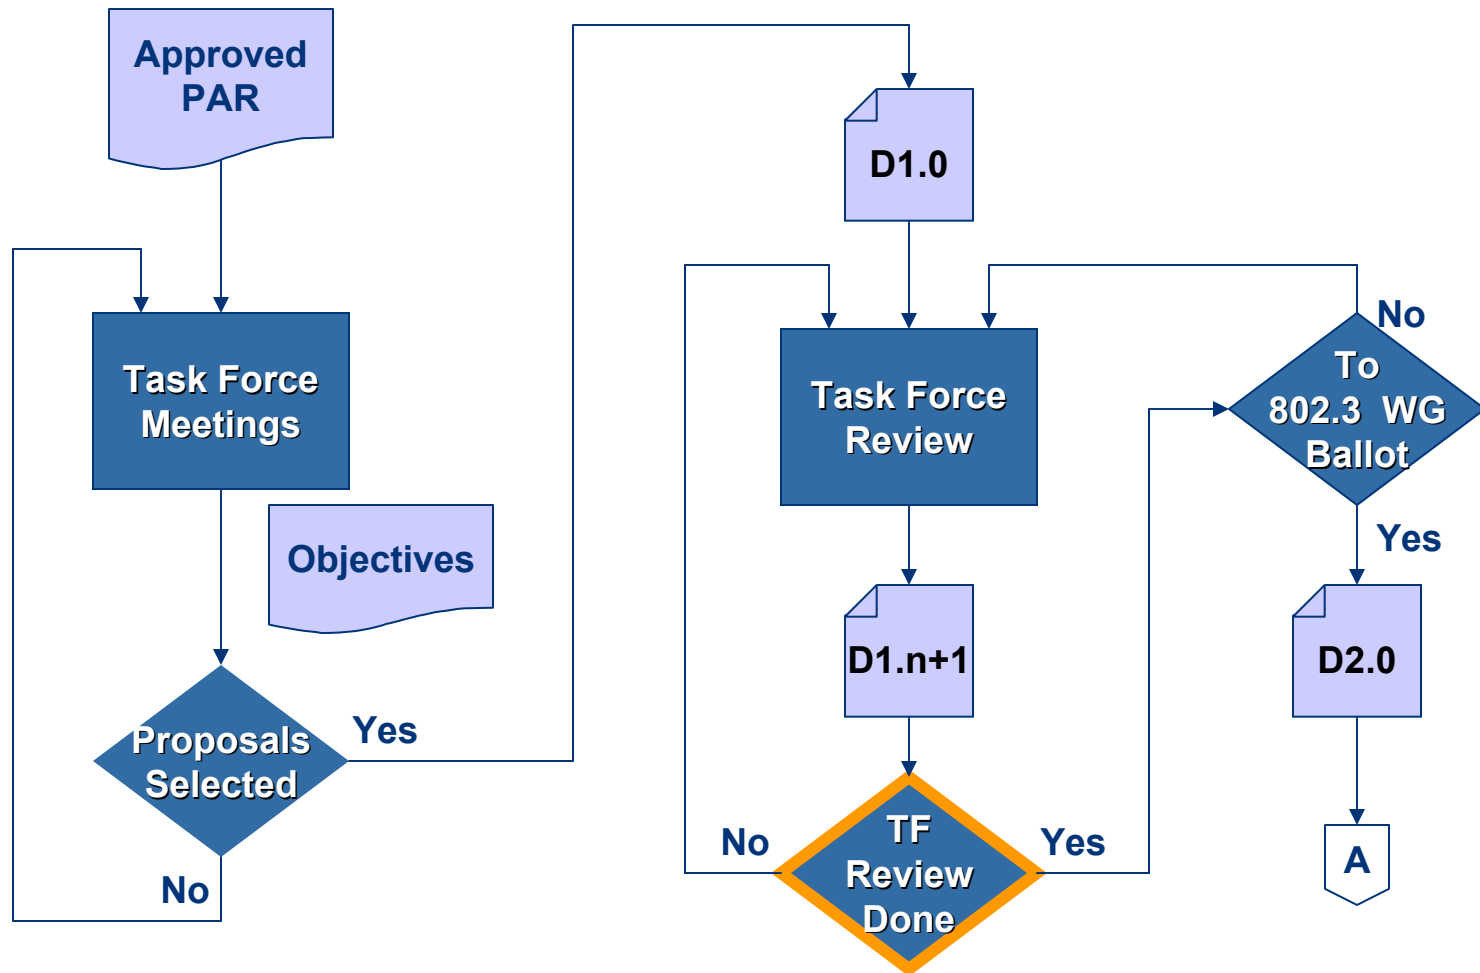 Approved
PAR
Task Force
Meetings
Objectives
Proposals
Selected
Yes
No
D1.0
Task Force
Review
D1.n+1
TF
Review
Done
No
Yes
To
802.3 WG
Ballot
No
Yes
D2.0
A